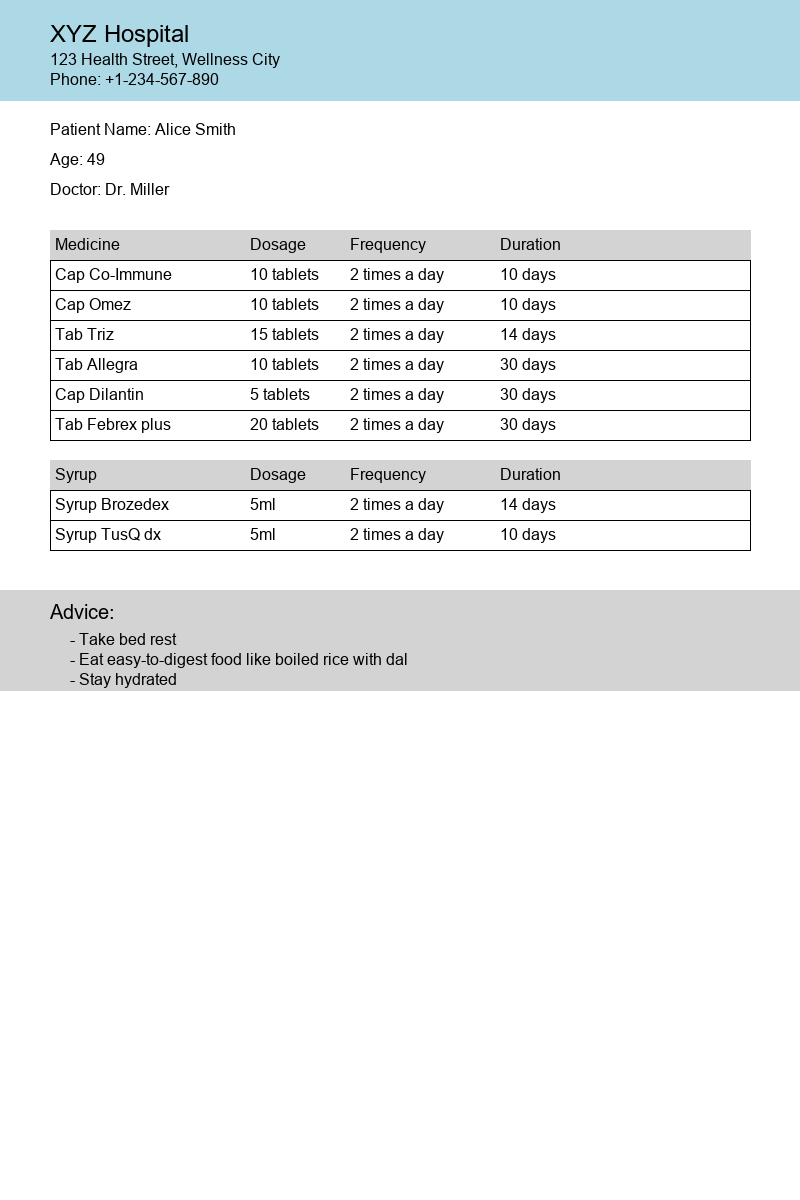 XYZ Hospital
123 Health Street, Wellness City
Phone: +1-234-567-890
Patient Name: Alice Smith
Age: 49
Doctor: Dr. Miller
Medicine Dosage Frequency Duration
Cap Co-Immune 10 tablets 2 times a day 10 days
Cap Omez 10 tablets 2 times a day 10 days
Tab Triz 15 tablets 2 times a day 14 days
Tab Allegra 10 tablets 2 times a day 30 days
Cap Dilantin 5 tablets 2 times a day 30 days
Tab Febrex plus 20 tablets 2 times a day 30 days
Syrup Dosage Frequency Duration
Syrup Brozedex 5ml 2 times a day 14 days
Syrup TusQ dx 5ml 2 times a day 10 days
Advice:
- Take bed rest
- Eat easy-to-digest food like boiled rice with dal
- Stay hydrated